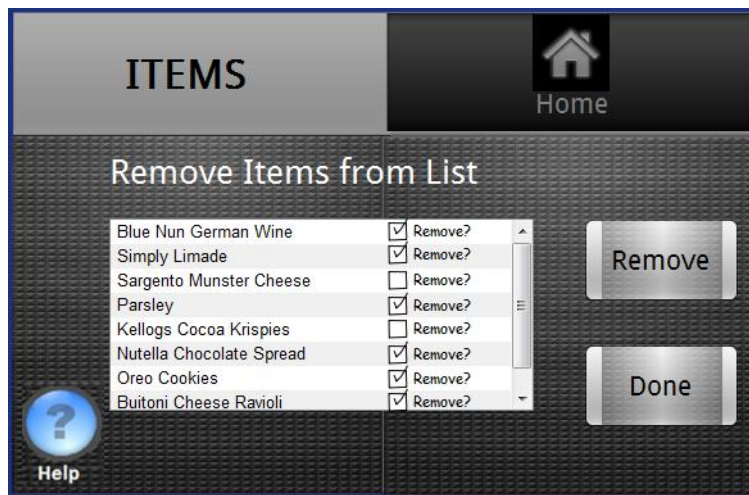 ITEMS
Home
Remove Items from List
Blue Nun German Wine Remove?
Simply Limade Remove?
Sargento Munster Cheese Remove?
Parsley Remove?
Kellogs Cocoa Krispies Remove?
Nutella Chocolate Spread Remove?
Oreo Cookies Remove?
Buitoni Cheese Ravioli Remove?
Remove
Done
?
Help